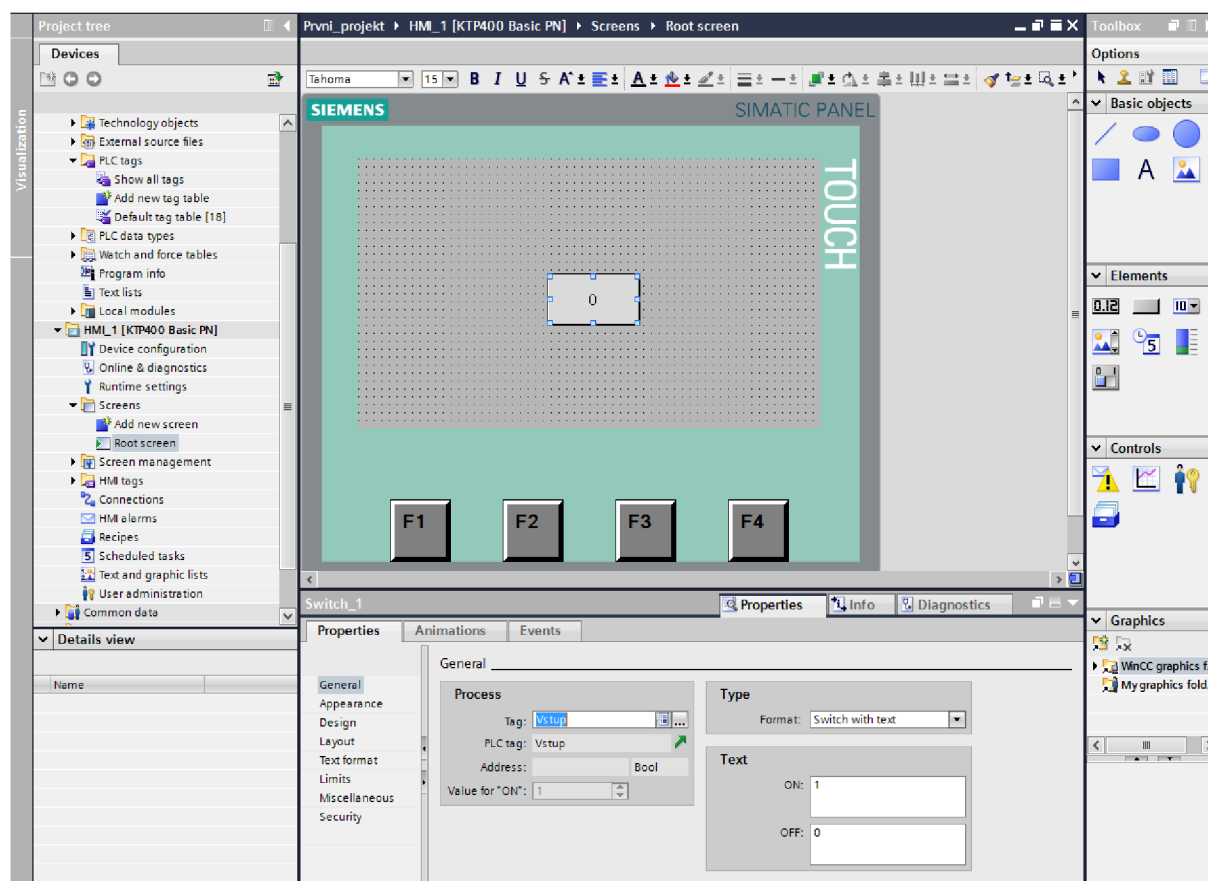 Project tree
Devices
Visualization
Technology objects
External source files
PLC tags
Show all tags
Add new tag table
Default tag table [18]
PLC data types
Watch and force tables
Program info
Text lists
Local modules
HMI_1 [KTP400 Basic PN]
Device configuration
Online & diagnostics
Runtime settings
Screens
Add new screen
Root screen
Screen management
HMI tags
Connections
HMI alarms
Recipes
Scheduled tasks
Text and graphic lists
User administration
Common data
Details view
Name
Prvni_projekt HMI_1 [KTP400 Basic PN] Screens Root screen
Tahoma 15 B I U S A A
SIEMENS SIMATIC PANEL
TOUCH
0
F1 F2 F3 F4
Switch_1 Properties Info Diagnostics
Properties Animations Events
General
Appearance
Design
Layout
Text format
Limits
Miscellaneous
Security
General
Process
Tag: Vstup ...
PLC tag: Vstup
Address: Bool
Value for "ON": 1
Type
Format: Switch with text
Text
ON: 1
OFF: 0
Toolbox
Options
Basic objects
A
Elements
0.12 10
5
0 1
Controls
Graphics
WinCC graphics f
My graphics fold